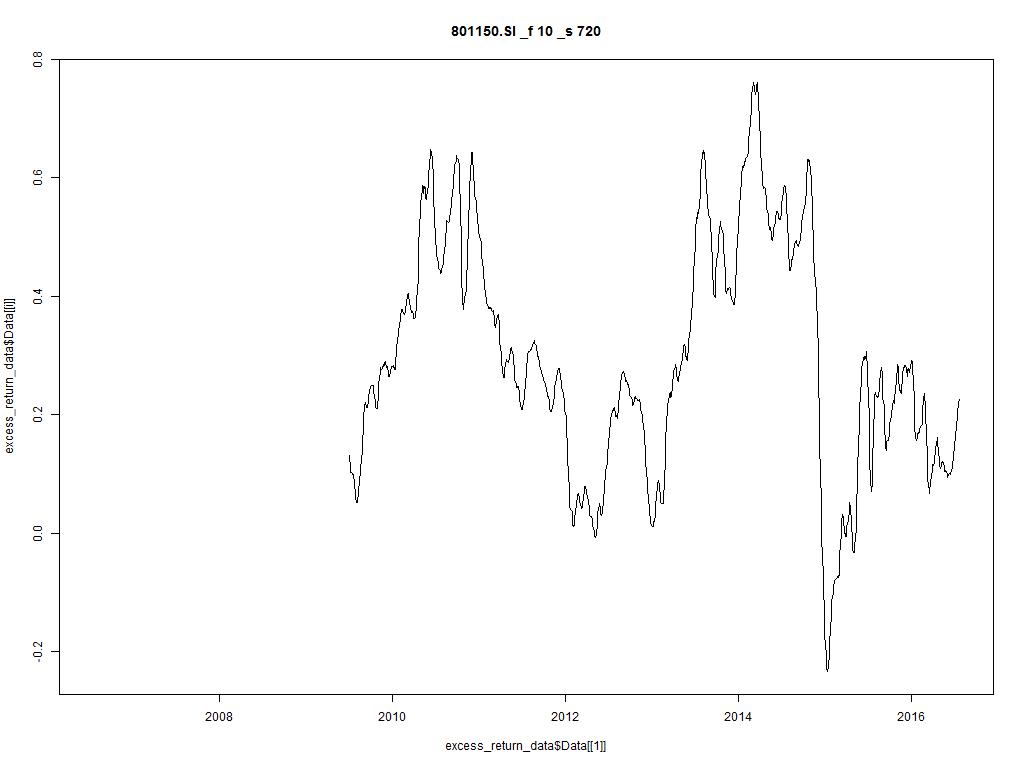 801150.SI _f 10 _s 720
0.8
0.6
0.4
0.2
0.0
-0.2
excess_return_data$Data[[i]]
2008 2010 2012 2014 2016
excess_return_data$Data[[1]]